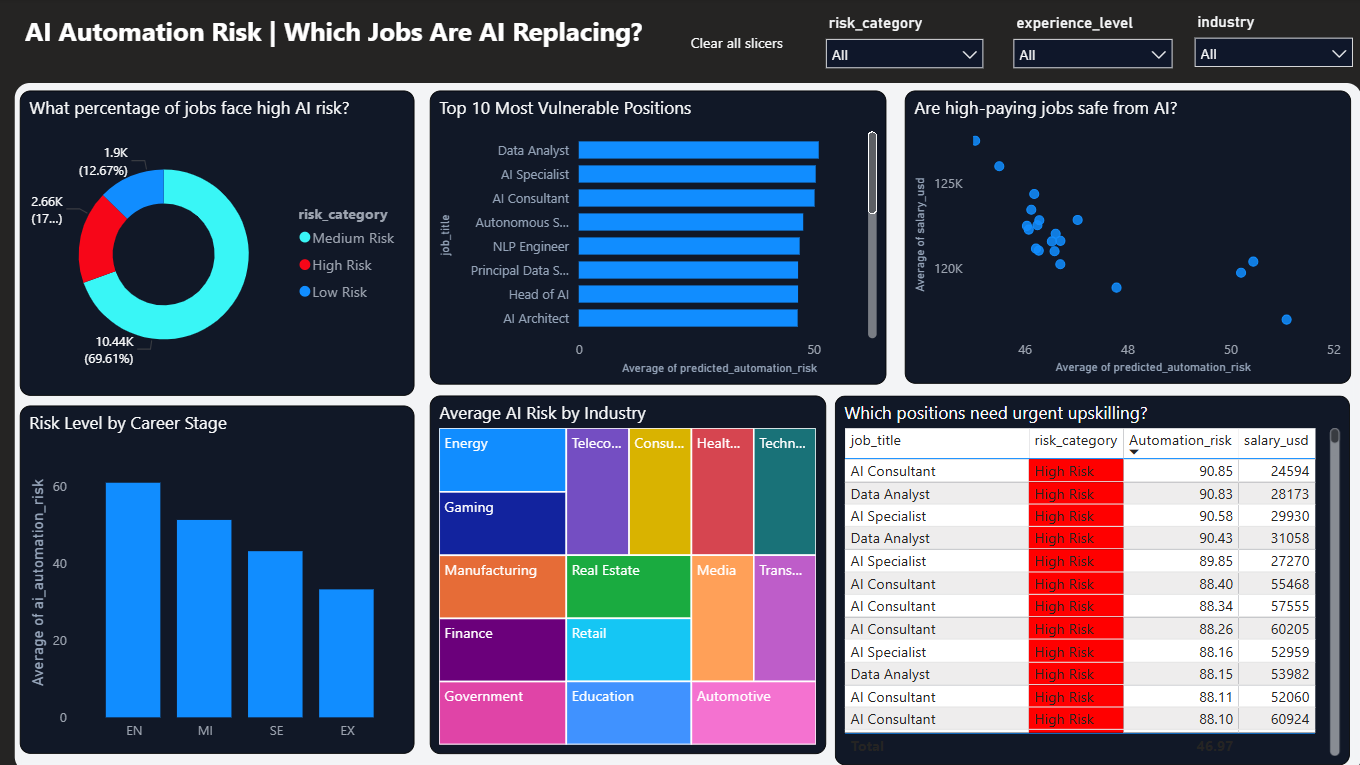 AI Automation Risk | Which Jobs Are AI Replacing?
Clear all slicers
risk_category
All
experience_level
All
industry
All
What percentage of jobs face high AI risk?
1.9K
(12.67%)
2.66K
(17...)
10.44K
(69.61%)
risk_category
Medium Risk
High Risk
Low Risk
Top 10 Most Vulnerable Positions
job_title
Data Analyst
AI Specialist
AI Consultant
Autonomous S...
NLP Engineer
Principal Data S...
Head of AI
AI Architect
0 50
Average of predicted_automation_risk
Are high-paying jobs safe from AI?
Average of salary_usd
125K
120K
46 48 50 52
Average of predicted_automation_risk
Risk Level by Career Stage
Average of ai_automation_risk
60
40
20
0
EN MI SE EX
Average AI Risk by Industry
Energy
Gaming
Manufacturing
Finance
Government
Teleco...
Consu...
Healt...
Techn...
Real Estate
Retail
Education
Media
Trans...
Automotive
Which positions need urgent upskilling?
job_title risk_category Automation_risk salary_usd
AI Consultant High Risk 90.85 24594
Data Analyst High Risk 90.83 28173
AI Specialist High Risk 90.58 29930
Data Analyst High Risk 90.43 31058
AI Specialist High Risk 89.85 27270
AI Consultant High Risk 88.40 55468
AI Consultant High Risk 88.34 57555
AI Consultant High Risk 88.26 60205
AI Specialist High Risk 88.16 52959
Data Analyst High Risk 88.15 53982
AI Consultant High Risk 88.11 52060
AI Consultant High Risk 88.10 60924
Total 46.97